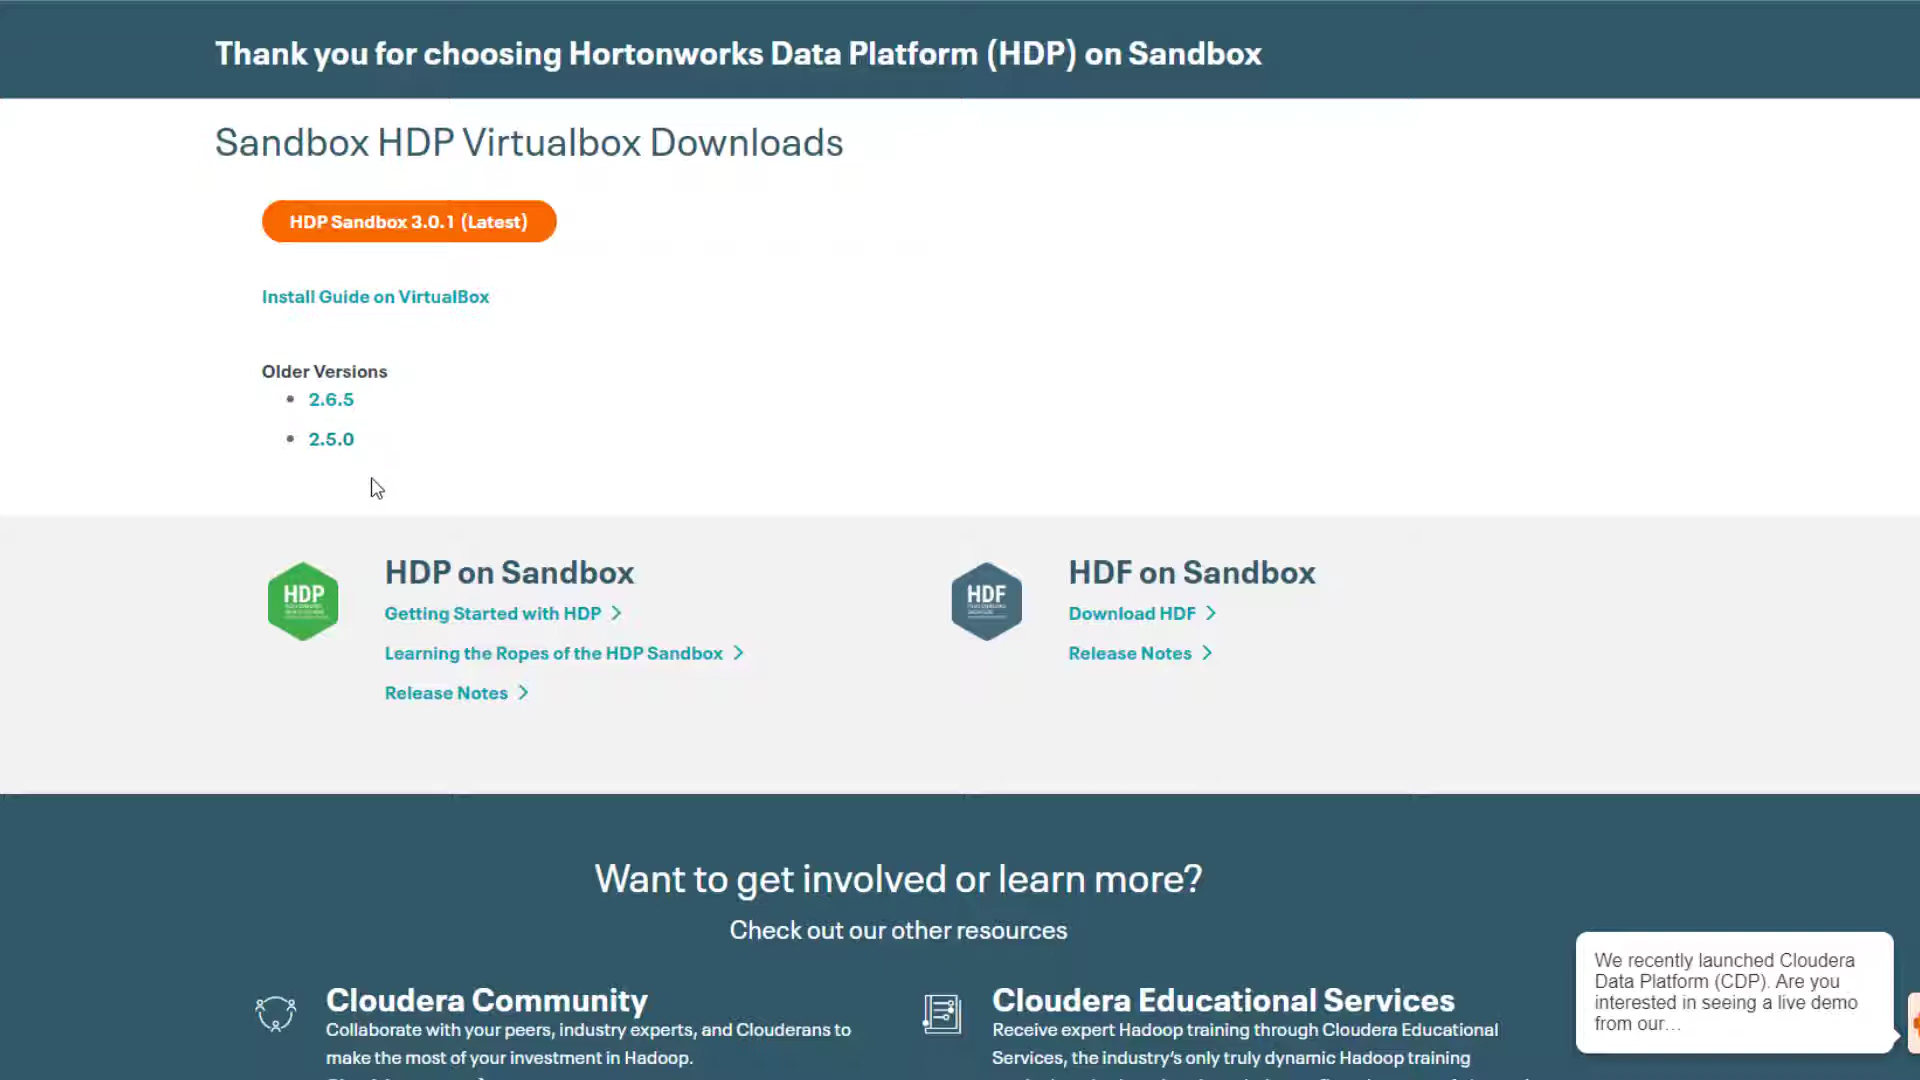 Thank you for choosing Hortonworks Data Platform (HDP) on Sandbox
Sandbox HDP Virtualbox Downloads
HDP Sandbox 3.0.1 (Latest)
Install Guide on VirtualBox
Older Versions
2.6.5
2.5.0
HDP
HDP on Sandbox
Getting Started with HDP
Learning the Ropes of the HDP Sandbox
Release Notes
HDF
HDF on Sandbox
Download HDF
Release Notes
Want to get involved or learn more?
Check out our other resources
Cloudera Community
Collaborate with your peers, industry experts, and Clouderans to
make the most of your investment in Hadoop.
Cloudera Educational Services
Receive expert Hadoop training through Cloudera Educational
Services, the industry's only truly dynamic Hadoop training
We recently launched Cloudera
Data Platform (CDP). Are you
interested in seeing a live demo
from our...